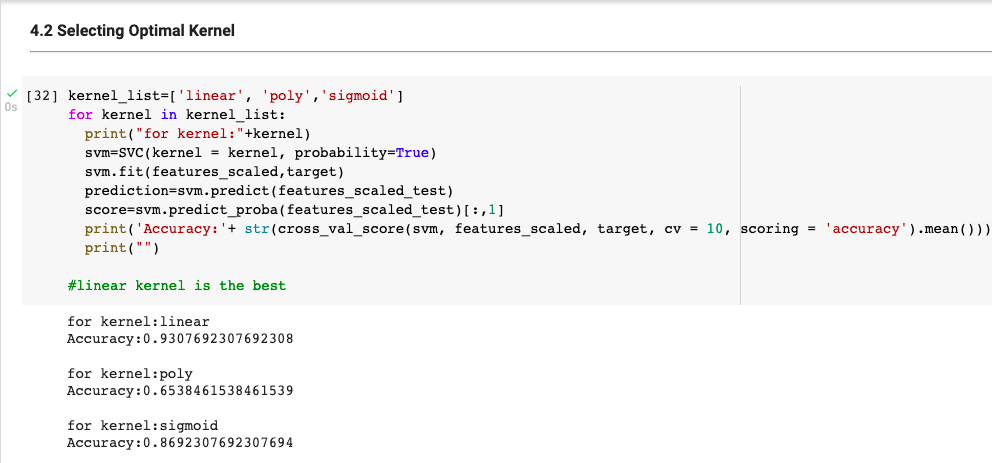 4.2 Selecting Optimal Kernel
[32] kernel_list=['linear', 'poly','sigmoid']
0s
for kernel in kernel_list:
print("for kernel:"+kernel)
svm=SVC(kernel = kernel, probability=True)
svm.fit(features_scaled,target)
prediction=svm.predict(features_scaled_test)
score=svm.predict_proba(features_scaled_test)[:,1]
print('Accuracy:'+ str(cross_val_score(svm, features_scaled, target, cv = 10, scoring = 'accuracy').mean()))
print("")
#linear kernel is the best
for kernel:linear
Accuracy:0.9307692307692308
for kernel:poly
Accuracy:0.6538461538461539
for kernel:sigmoid
Accuracy:0.8692307692307694